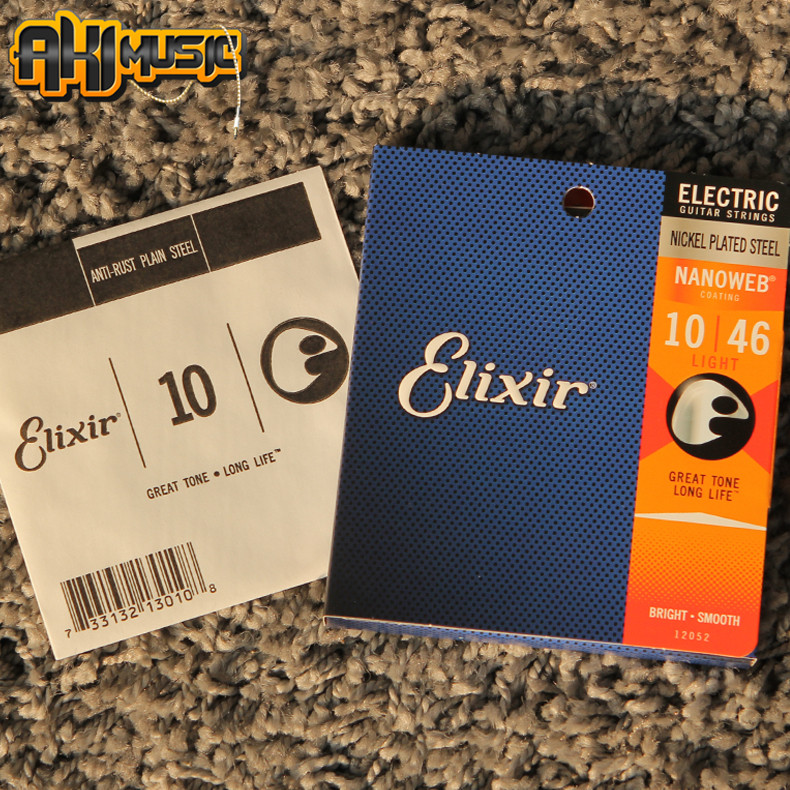 AKI MUSIC
ANTI-RUST PLAIN STEEL
Elixir®
10
GREAT TONE • LONG LIFE™
7 33132 13010 8
Elixir®
ELECTRIC
GUITAR STRINGS
NICKEL PLATED STEEL
NANOWEB®
COATING
10 | 46
LIGHT
GREAT TONE
LONG LIFE™
BRIGHT • SMOOTH
12052